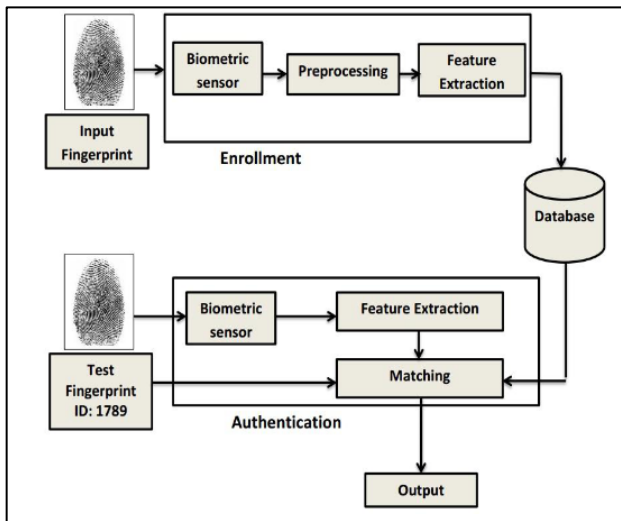 Biometric
sensor
Preprocessing
Feature
Extraction
Input
Fingerprint
Enrollment
Database
Biometric
sensor
Feature Extraction
Test
Fingerprint
ID: 1789
Matching
Authentication
Output